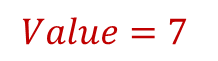 Value = 7